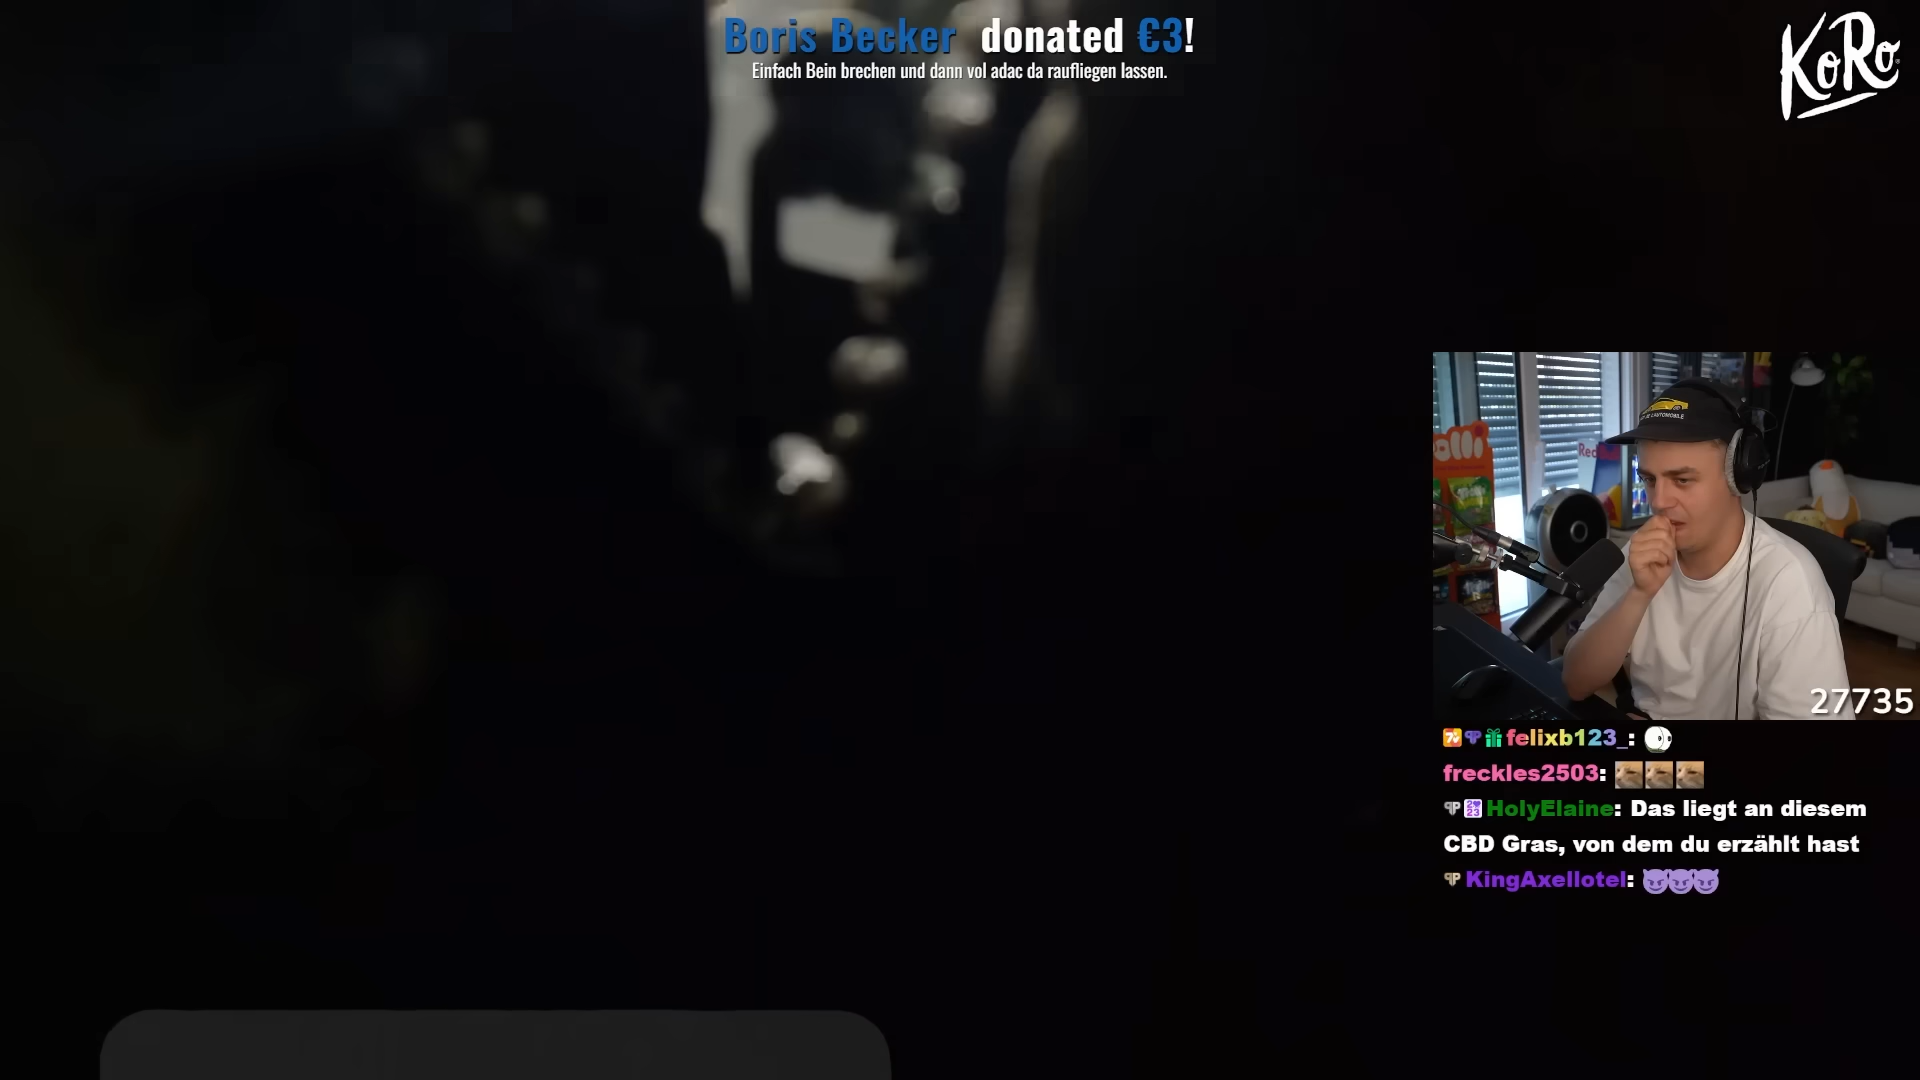 Boris Becker donated €3!
Einfach Bein brechen und dann vol adac da raufliegen lassen.
KoRo
Red
27735
felixb123_:
freckles2503:
HolyElaine: Das liegt an diesem
CBD Gras, von dem du erzählt hast
KingAxellotel: